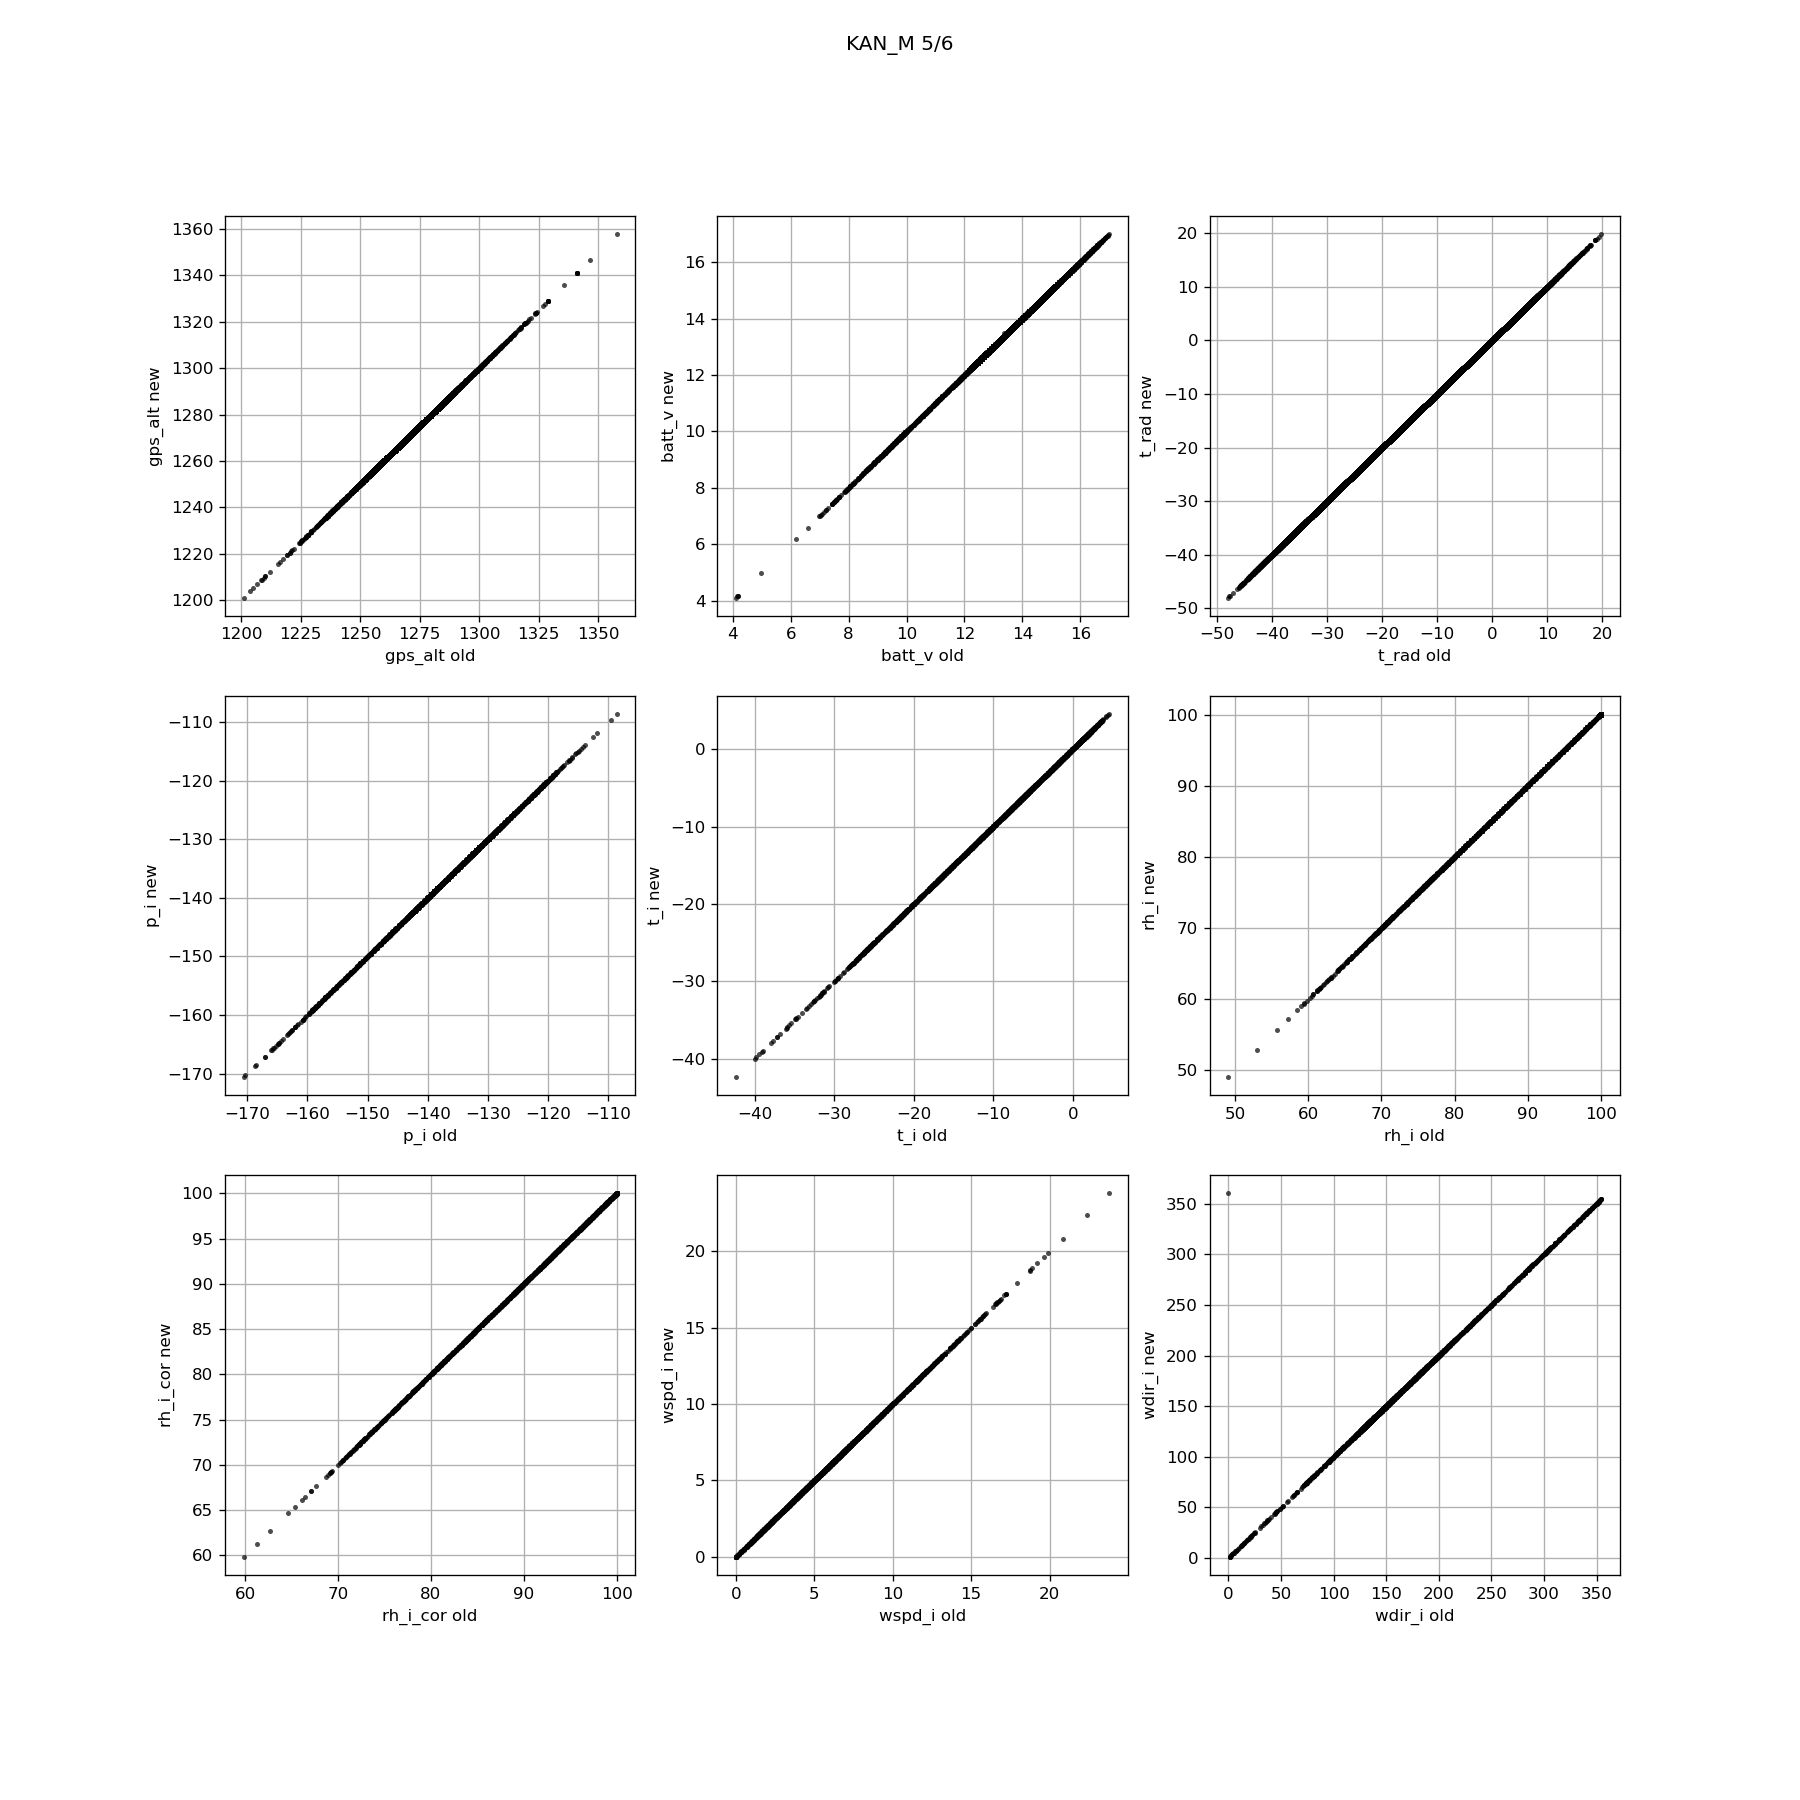 KAN_M 5/6
1360
1340
1320
1300
1280
1260
1240
1220
1200
gps_alt new
1200 1225 1250 1275 1300 1325 1350
gps_alt old
16
14
12
10
8
6
4
batt_v new
4 6 8 10 12 14 16
batt_v old
20
10
0
−10
−20
−30
−40
−50
t_rad new
−50 −40 −30 −20 −10 0 10 20
t_rad old
−110
−120
−130
−140
−150
−160
−170
p_i new
−170 −160 −150 −140 −130 −120 −110
p_i old
0
−10
−20
−30
−40
t_i new
−40 −30 −20 −10 0
t_i old
100
90
80
70
60
50
rh_i new
50 60 70 80 90 100
rh_i old
100
95
90
85
80
75
70
65
60
rh_i_cor new
60 70 80 90 100
rh_i_cor old
20
15
10
5
0
wspd_i new
0 5 10 15 20
wspd_i old
350
300
250
200
150
100
50
0
wdir_i new
0 50 100 150 200 250 300 350
wdir_i old